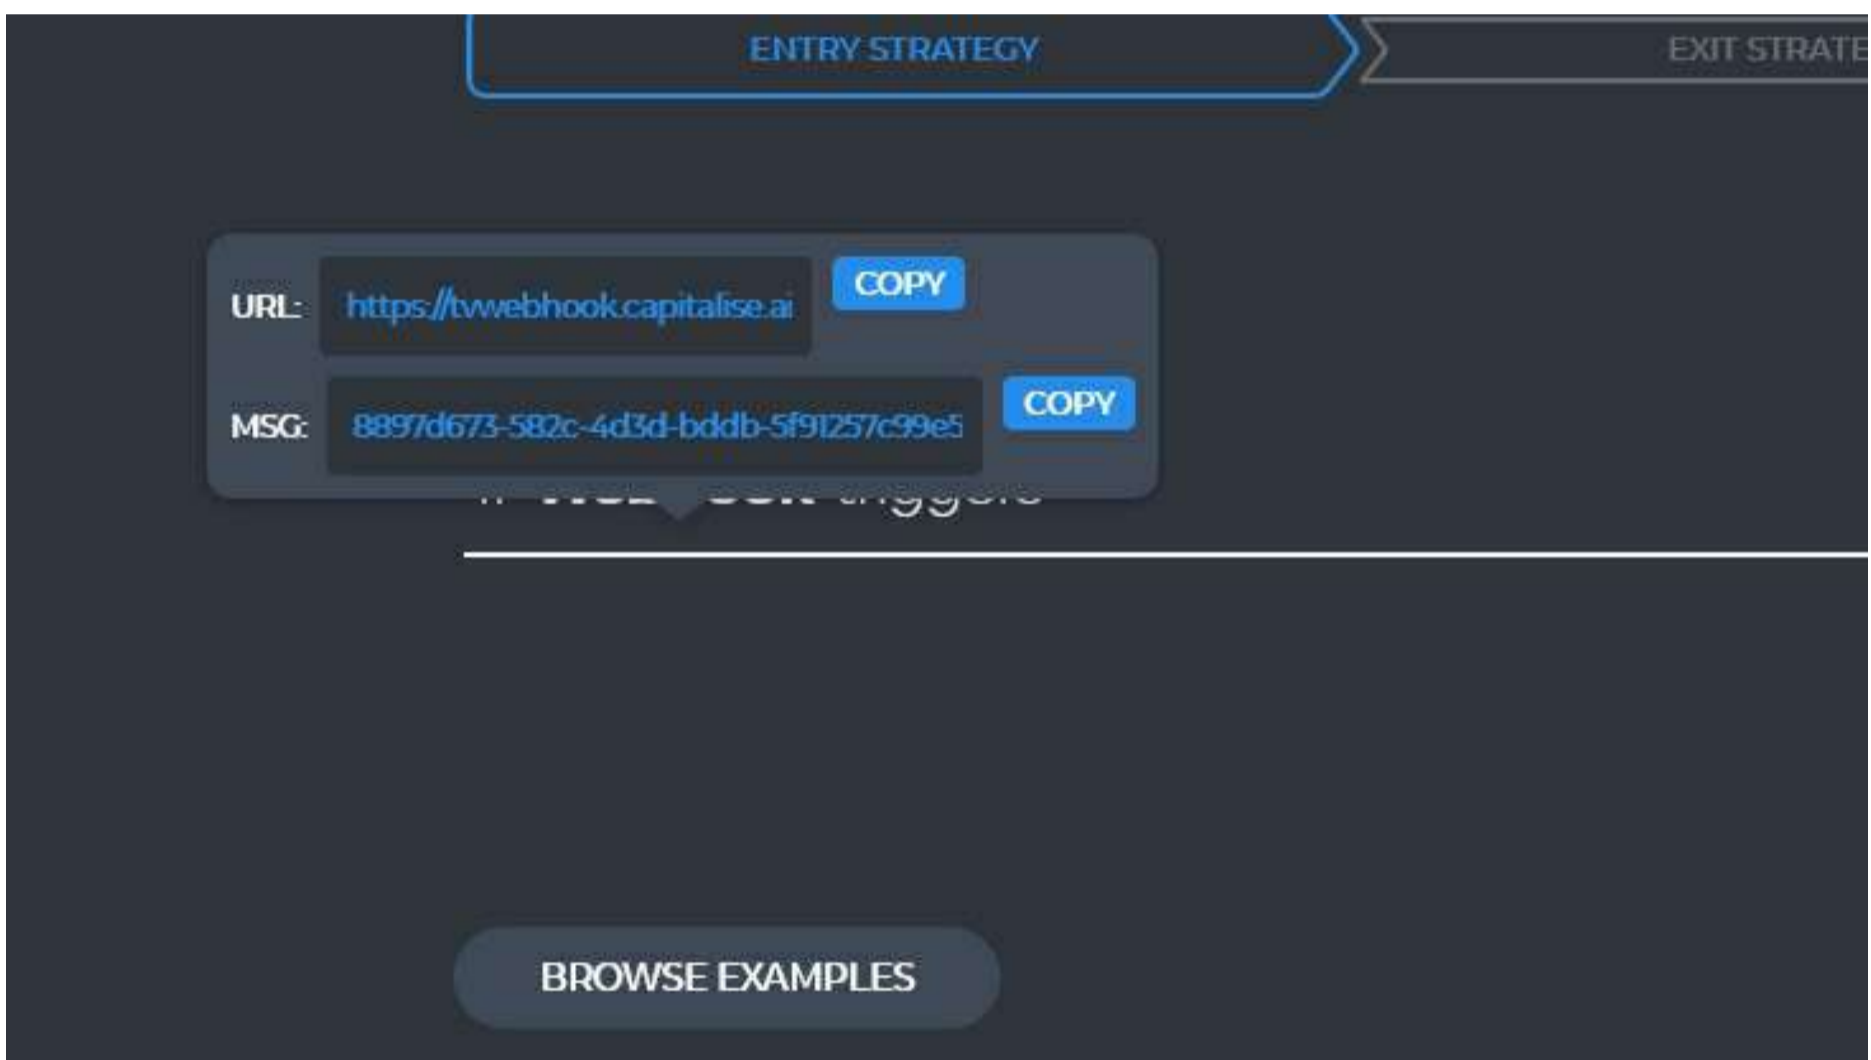 ENTRY STRATEGY
EXIT STRATE
URL: https://tvwebhook.capitalise.ai COPY
MSG: 8897d673-582c-4d3d-bddb-5f91257c99e5 COPY
triggers
BROWSE EXAMPLES